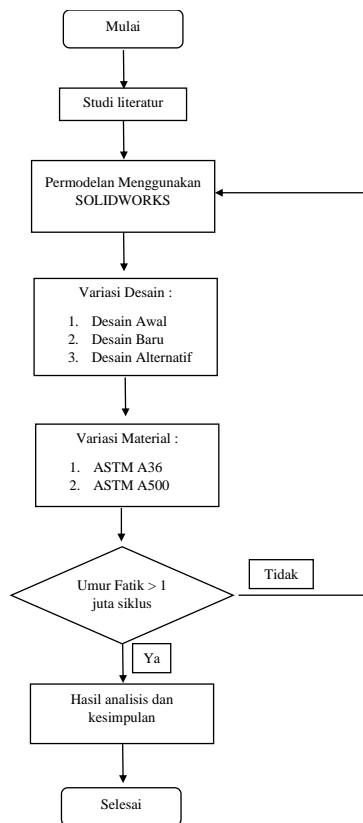 Mulai
Studi literatur
Permodelan Menggunakan
SOLIDWORKS
Variasi Desain :
1. Desain Awal
2. Desain Baru
3. Desain Alternatif
Variasi Material :
1. ASTM A36
2. ASTM A500
Umur Fatik > 1
juta siklus
Tidak
Ya
Hasil analisis dan
kesimpulan
Selesai